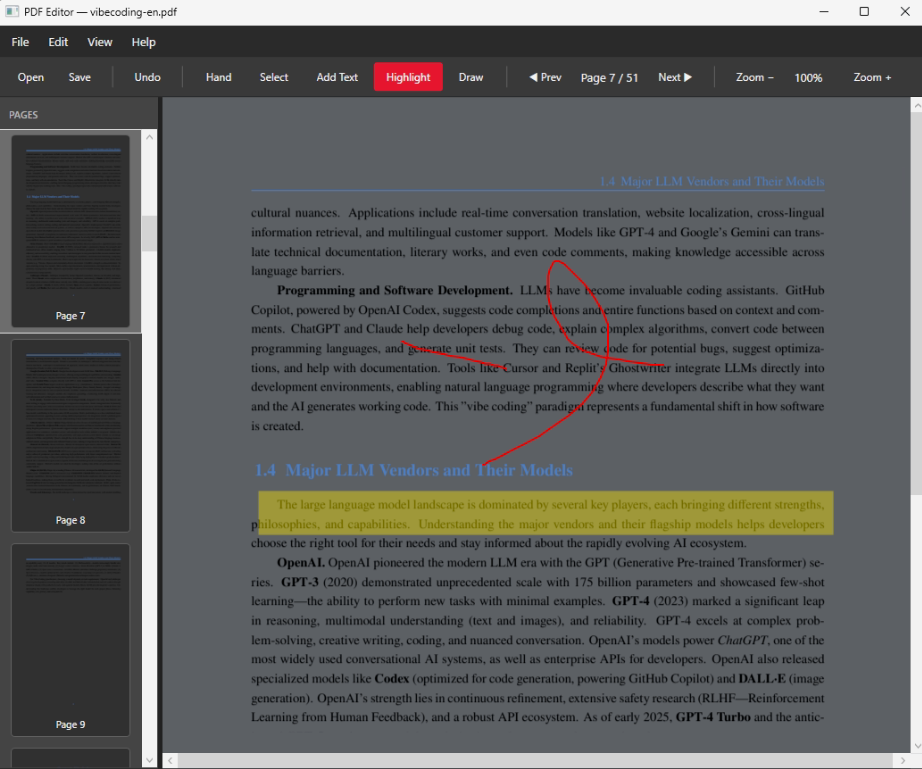 PDF Editor — vibecoding-en.pdf
File Edit View Help
Open Save Undo Hand Select Add Text Highlight Draw ◀ Prev Page 7 / 51 Next ▶ Zoom − 100% Zoom +
PAGES
Page 7
Page 8
Page 9
1.4 Major LLM Vendors and Their Models
cultural nuances. Applications include real-time conversation translation, website localization, cross-lingual
information retrieval, and multilingual customer support. Models like GPT-4 and Google's Gemini can trans-
late technical documentation, literary works, and even code comments, making knowledge accessible across
language barriers.
Programming and Software Development. LLMs have become invaluable coding assistants. GitHub
Copilot, powered by OpenAI Codex, suggests code completions and entire functions based on context and com-
ments. ChatGPT and Claude help developers debug code, explain complex algorithms, convert code between
programming languages, and generate unit tests. They can review code for potential bugs, suggest optimiza-
tions, and help with documentation. Tools like Cursor and Replit's Ghostwriter integrate LLMs directly into
development environments, enabling natural language programming where developers describe what they want
and the AI generates working code. This "vibe coding" paradigm represents a fundamental shift in how software
is created.
1.4 Major LLM Vendors and Their Models
The large language model landscape is dominated by several key players, each bringing different strengths,
philosophies, and capabilities. Understanding the major vendors and their flagship models helps developers
choose the right tool for their needs and stay informed about the rapidly evolving AI ecosystem.
OpenAI. OpenAI pioneered the modern LLM era with the GPT (Generative Pre-trained Transformer) se-
ries. GPT-3 (2020) demonstrated unprecedented scale with 175 billion parameters and showcased few-shot
learning—the ability to perform new tasks with minimal examples. GPT-4 (2023) marked a significant leap
in reasoning, multimodal understanding (text and images), and reliability. GPT-4 excels at complex prob-
lem-solving, creative writing, coding, and nuanced conversation. OpenAI's models power ChatGPT, one of the
most widely used conversational AI systems, as well as enterprise APIs for developers. OpenAI also released
specialized models like Codex (optimized for code generation, powering GitHub Copilot) and DALL·E (image
generation). OpenAI's strength lies in continuous refinement, extensive safety research (RLHF—Reinforcement
Learning from Human Feedback), and a robust API ecosystem. As of early 2025, GPT-4 Turbo and the antic-